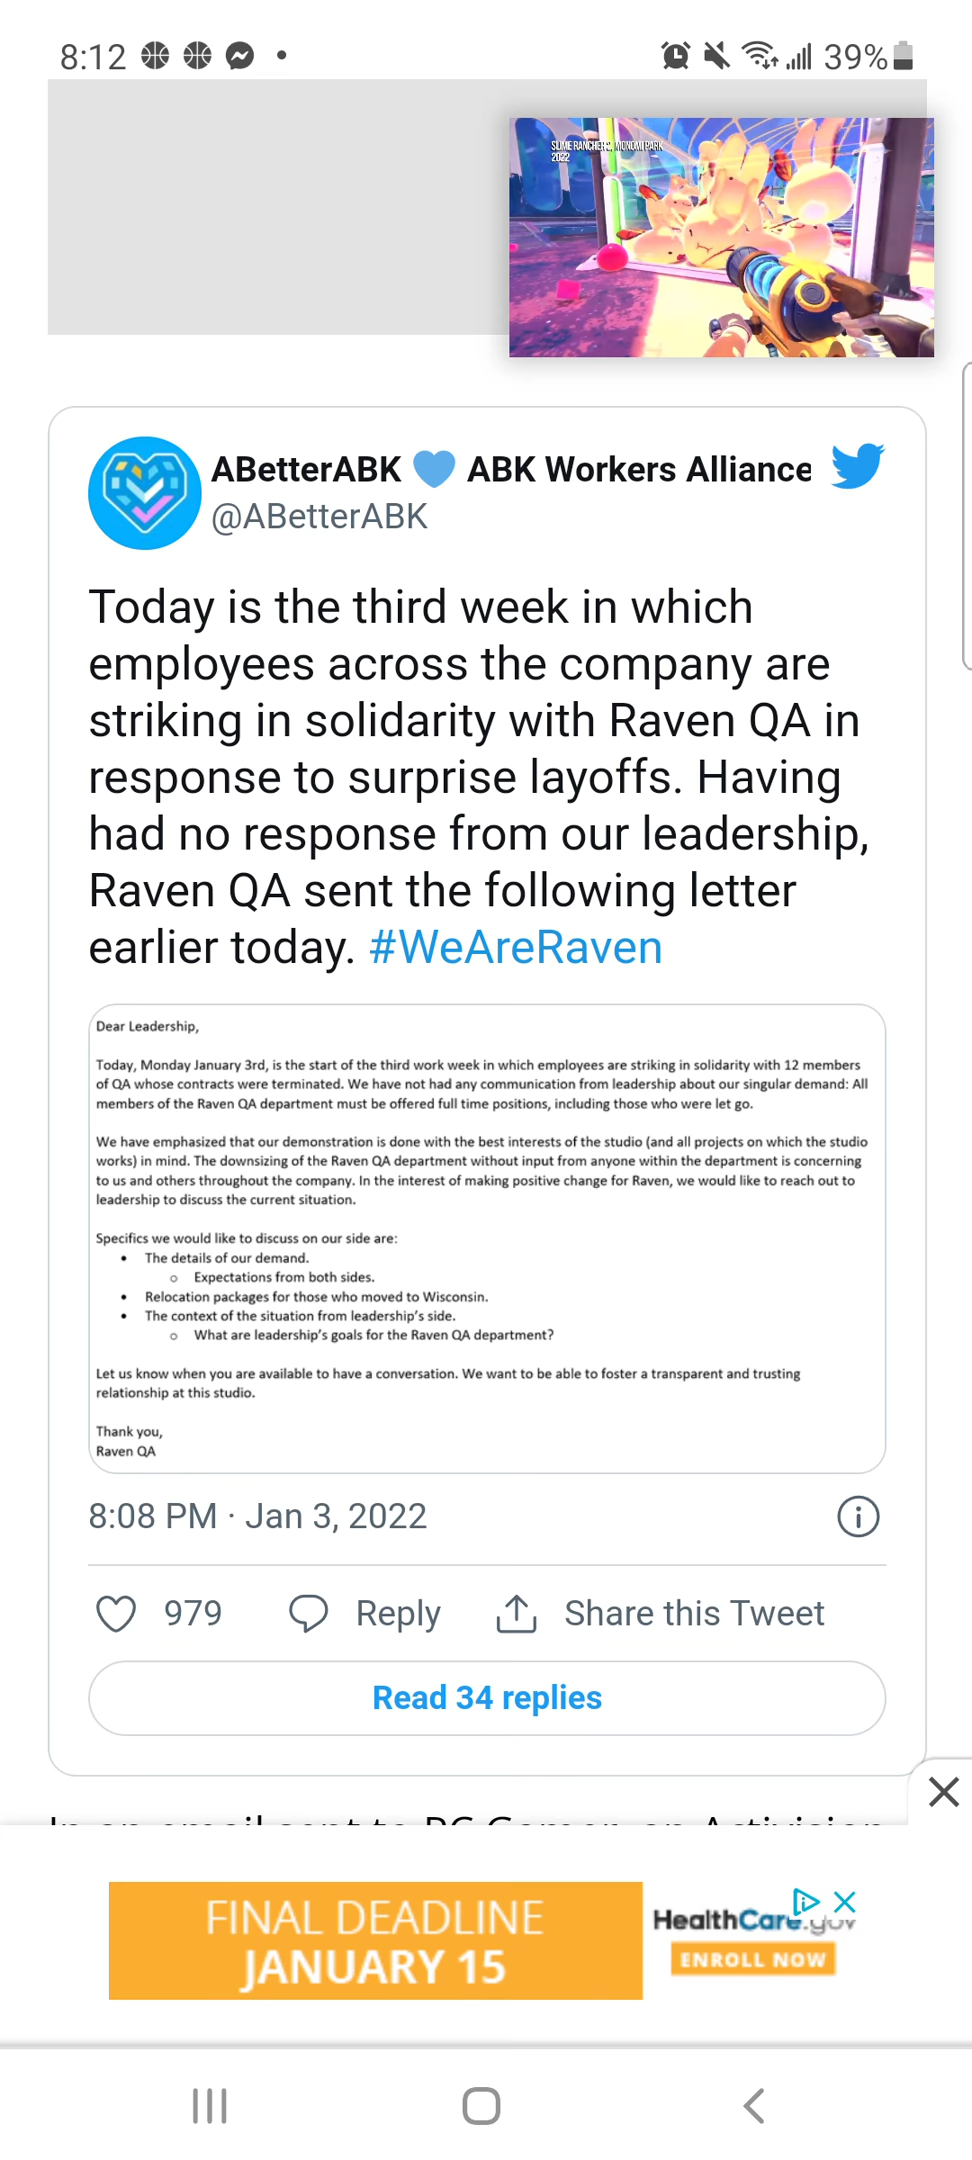 8:12
39%
SLIME RANCHER 2, MONOMI PARK
2022
ABetterABK 💙 ABK Workers Alliance
@ABetterABK
Today is the third week in which
employees across the company are
striking in solidarity with Raven QA in
response to surprise layoffs. Having
had no response from our leadership,
Raven QA sent the following letter
earlier today. #WeAreRaven
Dear Leadership,
Today, Monday January 3rd, is the start of the third work week in which employees are striking in solidarity with 12 members
of QA whose contracts were terminated. We have not had any communication from leadership about our singular demand: All
members of the Raven QA department must be offered full time positions, including those who were let go.
We have emphasized that our demonstration is done with the best interests of the studio (and all projects on which the studio
works) in mind. The downsizing of the Raven QA department without input from anyone within the department is concerning
to us and others throughout the company. In the interest of making positive change for Raven, we would like to reach out to
leadership to discuss the current situation.
Specifics we would like to discuss on our side are:
• The details of our demand.
o Expectations from both sides.
• Relocation packages for those who moved to Wisconsin.
• The context of the situation from leadership's side.
o What are leadership's goals for the Raven QA department?
Let us know when you are available to have a conversation. We want to be able to foster a transparent and trusting
relationship at this studio.
Thank you,
Raven QA
8:08 PM · Jan 3, 2022
979 Reply Share this Tweet
Read 34 replies
In an email sent to PC Gamer, an Activision
FINAL DEADLINE
JANUARY 15
HealthCare.gov
ENROLL NOW